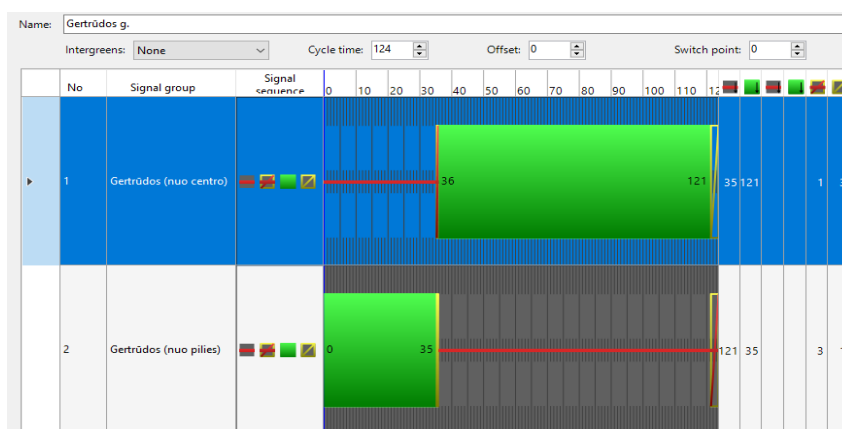 Name: Gertrūdos g.
Intergreens: None Cycle time: 124 Offset: 0 Switch point: 0
No Signal group Signal sequence 0 10 20 30 40 50 60 70 80 90 100 110
1 Gertrūdos (nuo centro) 36 121 35 121 1
2 Gertrūdos (nuo pilies) 0 35 121 35 3